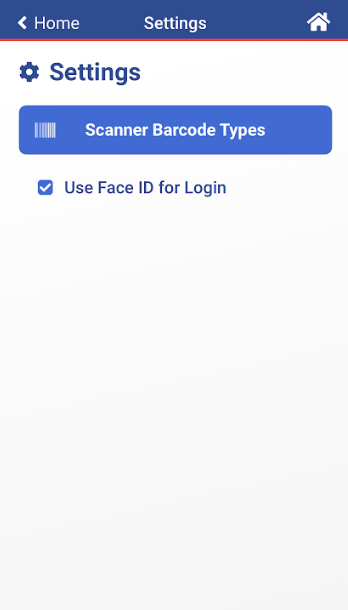 Home
Settings
Settings
Scanner Barcode Types
Use Face ID for Login